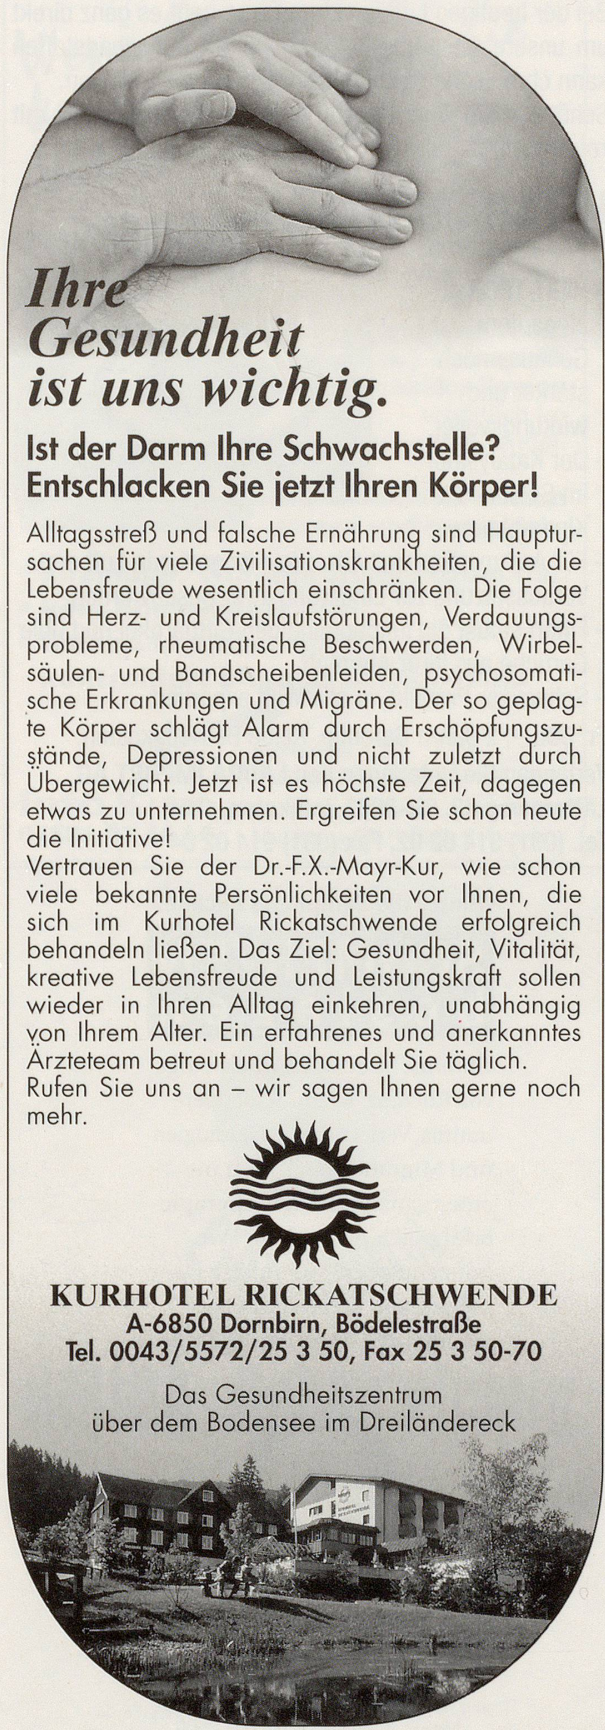 Ihre
Gesundheit
ist uns wichtig.
Ist der Darm Ihre Schwachstelle?
Entschlacken Sie jetzt Ihren Körper!
Alltagsstreß und falsche Ernährung sind Hauptur-
sachen für viele Zivilisationskrankheiten, die die
Lebensfreude wesentlich einschränken. Die Folge
sind Herz- und Kreislaufstörungen, Verdauungs-
probleme, rheumatische Beschwerden, Wirbel-
säulen- und Bandscheibenleiden, psychosomati-
sche Erkrankungen und Migräne. Der so geplag-
te Körper schlägt Alarm durch Erschöpfungszu-
stände, Depressionen und nicht zuletzt durch
Übergewicht. Jetzt ist es höchste Zeit, dagegen
etwas zu unternehmen. Ergreifen Sie schon heute
die Initiative!
Vertrauen Sie der Dr.-F.X.-Mayr-Kur, wie schon
viele bekannte Persönlichkeiten vor Ihnen, die
sich im Kurhotel Rickatschwende erfolgreich
behandeln ließen. Das Ziel: Gesundheit, Vitalität,
kreative Lebensfreude und Leistungskraft sollen
wieder in Ihren Alltag einkehren, unabhängig
von Ihrem Alter. Ein erfahrenes und anerkanntes
Ärzteteam betreut und behandelt Sie täglich.
Rufen Sie uns an – wir sagen Ihnen gerne noch
mehr.
KURHOTEL RICKATSCHWENDE
A-6850 Dornbirn, Bödelestraße
Tel. 0043/5572/25 3 50, Fax 25 3 50-70
Das Gesundheitszentrum
über dem Bodensee im Dreiländereck